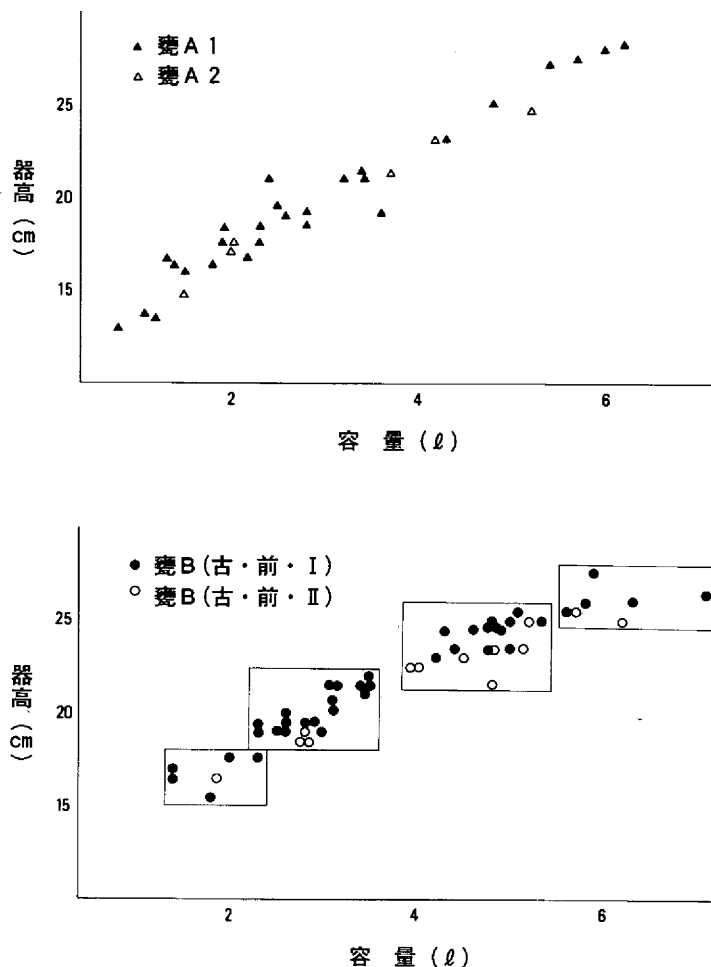 ▲ 甕A1
△ 甕A2
器高(cm)
25
20
15
2 4 6
容量(ℓ)
● 甕B(古・前・Ⅰ)
○ 甕B(古・前・Ⅱ)
器高(cm)
25
20
15
2 4 6
容量(ℓ)